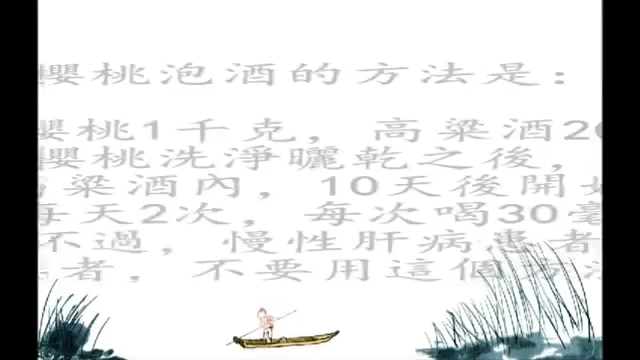 櫻桃泡酒的方法是：
櫻桃1千克，高粱酒20
櫻桃洗淨曬乾之後，
高粱酒內，10天後開始
每天2次，每次喝30毫
不過，慢性肝病患者
者，不要用這個方法